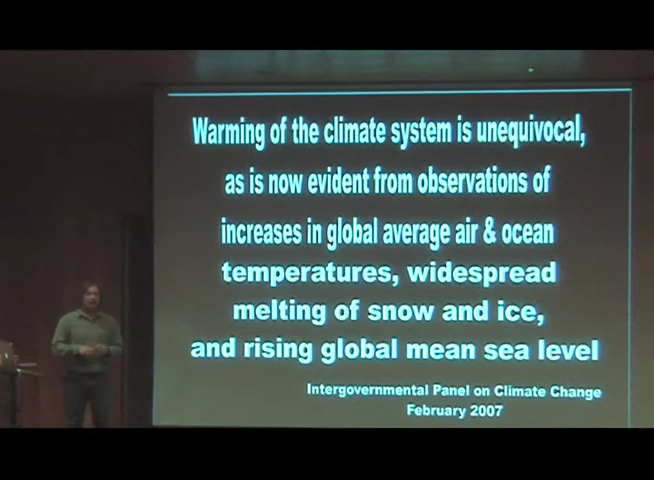 Warming of the climate system is unequivocal,
as is now evident from observations of
increases in global average air & ocean
temperatures, widespread
melting of snow and ice,
and rising global mean sea level
Intergovernmental Panel on Climate Change
February 2007